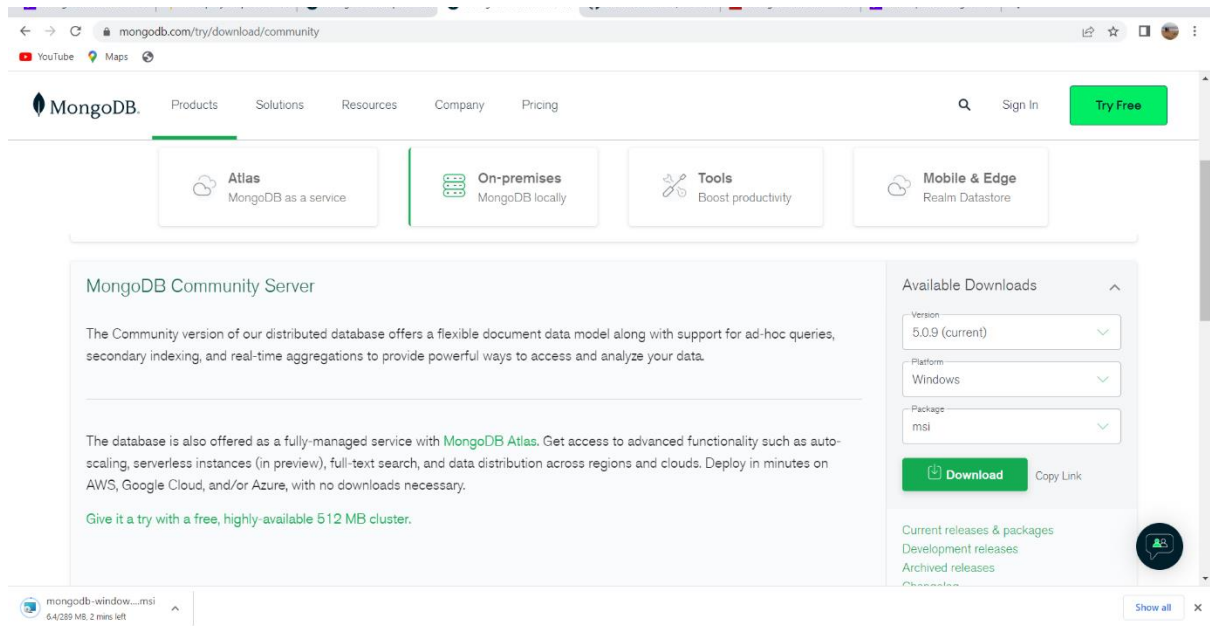 mongodb.com/try/download/community
YouTube Maps
MongoDB. Products Solutions Resources Company Pricing Sign In Try Free
Atlas
MongoDB as a service
On-premises
MongoDB locally
Tools
Boost productivity
Mobile & Edge
Realm Datastore
MongoDB Community Server
The Community version of our distributed database offers a flexible document data model along with support for ad-hoc queries,
secondary indexing, and real-time aggregations to provide powerful ways to access and analyze your data.
The database is also offered as a fully-managed service with MongoDB Atlas. Get access to advanced functionality such as auto-
scaling, serverless instances (in preview), full-text search, and data distribution across regions and clouds. Deploy in minutes on
AWS, Google Cloud, and/or Azure, with no downloads necessary.
Give it a try with a free, highly-available 512 MB cluster.
Available Downloads
Version
5.0.9 (current)
Platform
Windows
Package
msi
Download Copy Link
Current releases & packages
Development releases
Archived releases
Changelog
mongodb-window....msi
6.4/289 MB, 2 mins left
Show all